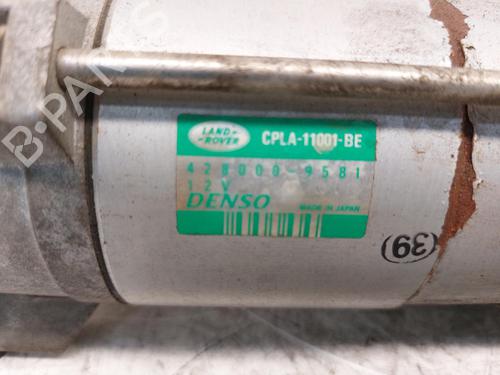 B-PARTS
LAND-
ROVER
CPLA-11001-BE
428000-9581
12V
DENSO
MADE IN JAPAN
(39)